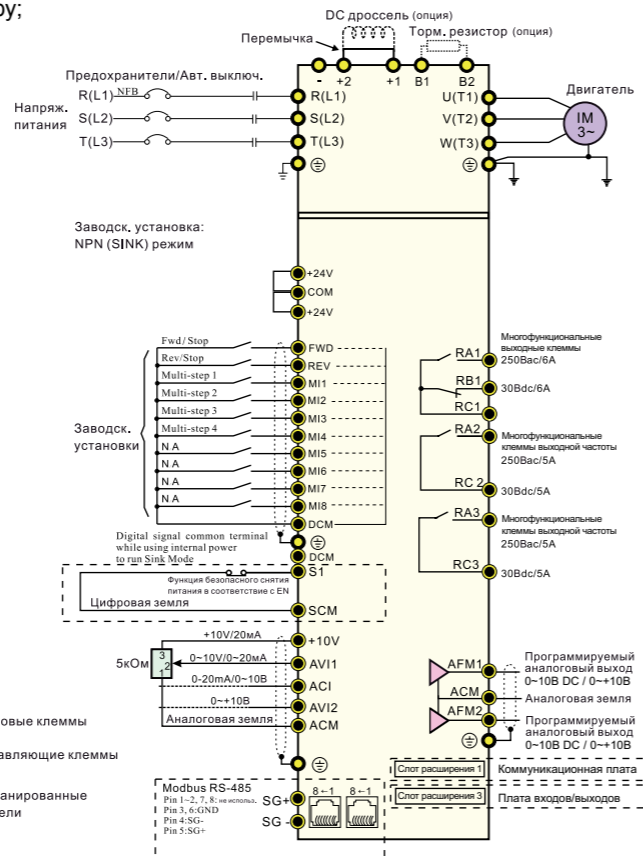 ру;
DC дроссель (опция)
Перемычка
Торм. резистор (опция)
Предохранители/Авт. выключ.
- +2 +1 B1 B2
Двигатель
Напряж. питания
R(L1) NFB R(L1) U(T1)
S(L2) S(L2) V(T2)
T(L3) T(L3) W(T3)
IM
3~
Заводск. установка:
NPN (SINK) режим
+24V
COM
+24V
Fwd/Stop FWD
Rev/Stop REV
Multi-step 1 MI1
Multi-step 2 MI2
Multi-step 3 MI3
Multi-step 4 MI4
N A MI5
N A MI6
N A MI7
N A MI8
DCM
Заводск.
установки
Digital signal common terminal
while using internal power
to run Sink Mode
DCM
S1
Функция безопасного снятия
питания в соответствие с EN
Цифровая земля
SCM
RA1
RB1
RC1
Многофункциональные
выходные клеммы
250Bac/6A
30Bdc/6A
RA2
RC 2
Многофункциональные
клеммы выходной частоты
250Bac/5A
30Bdc/5A
RA3
RC3
Многофункциональные
клеммы выходной частоты
250Bac/5A
30Bdc/5A
5кОм
3
2
1
+10V/20мА +10V
0~10V/0~20мА AVI1
0-20mA/0~10В ACI
0~+10В AVI2
Аналоговая земля ACM
AFM1
ACM
AFM2
Программируемый
аналоговый выход
0~10В DC / 0~+10В
Аналоговая земля
Программируемый
аналоговый выход
0~10В DC / 0~+10В
овые клеммы
авляющие клеммы
анированные
ели
Modbus RS-485
Pin 1~2, 7, 8: не использ.
Pin 3, 6:GND
Pin 4:SG-
Pin 5:SG+
SG+
SG -
8←1 8←1
Слот расширения 1 Коммуникационная плата
Слот расширения 3 Плата входов/выходов